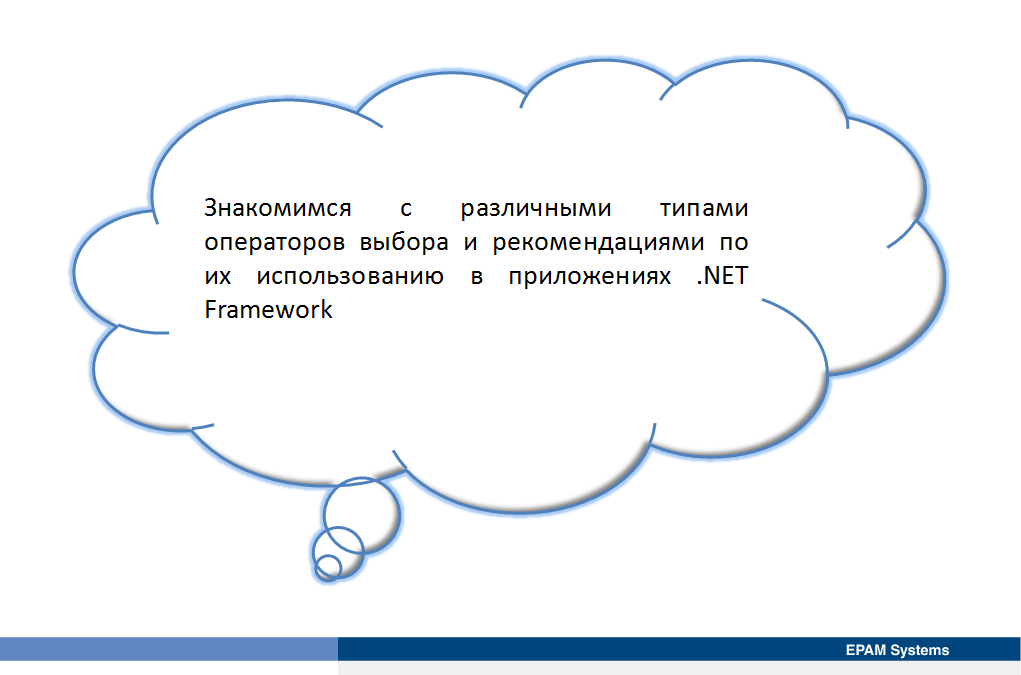 Знакомимся с различными типами
операторов выбора и рекомендациями по
их использованию в приложениях .NET
Framework
EPAM Systems